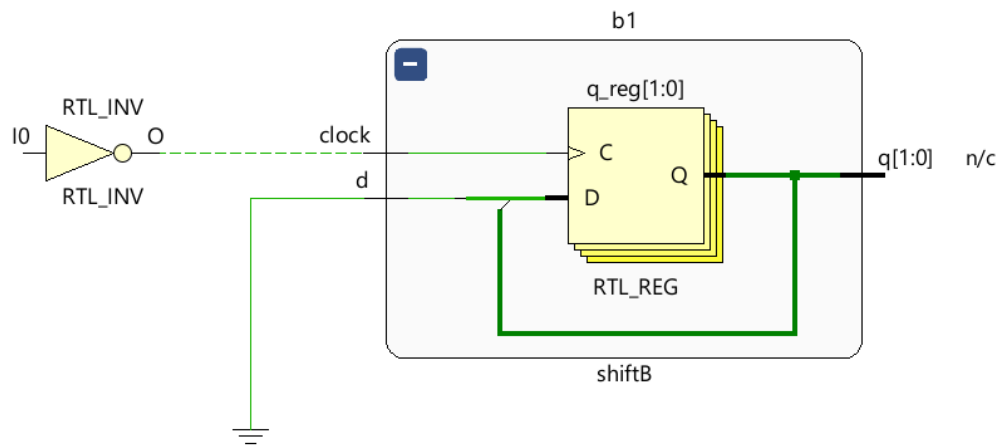 b1
q_reg[1:0]
RTL_INV
I0
O
clock
C
q[1:0]
n/c
d
Q
D
RTL_INV
RTL_REG
shiftB